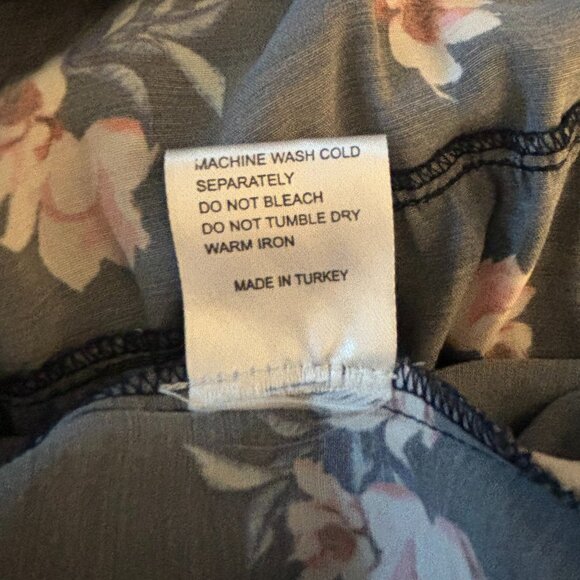 MACHINE WASH COLD
SEPARATELY
DO NOT BLEACH
DO NOT TUMBLE DRY
WARM IRON
MADE IN TURKEY